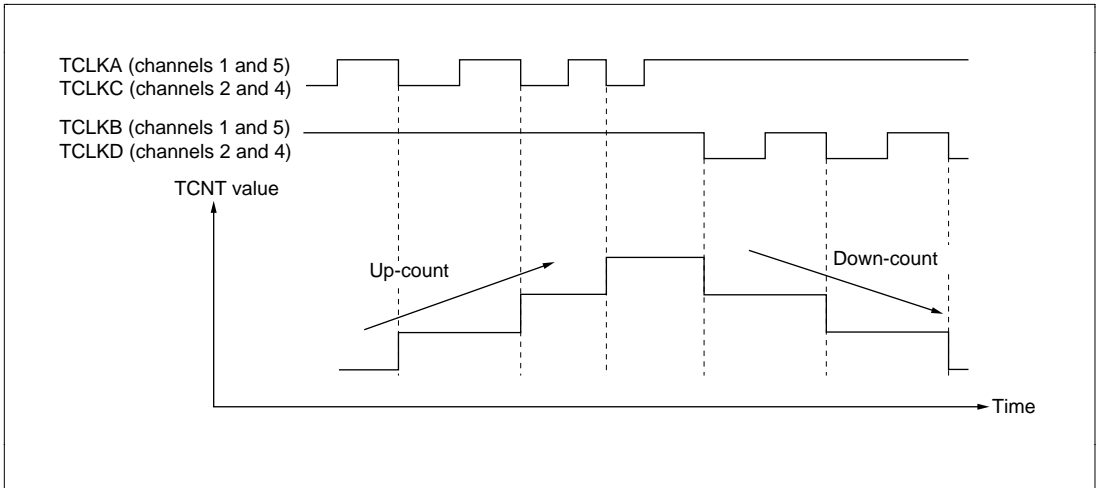 TCLKA (channels 1 and 5)
TCLKC (channels 2 and 4)
TCLKB (channels 1 and 5)
TCLKD (channels 2 and 4)
TCNT value
Up-count
Down-count
Time